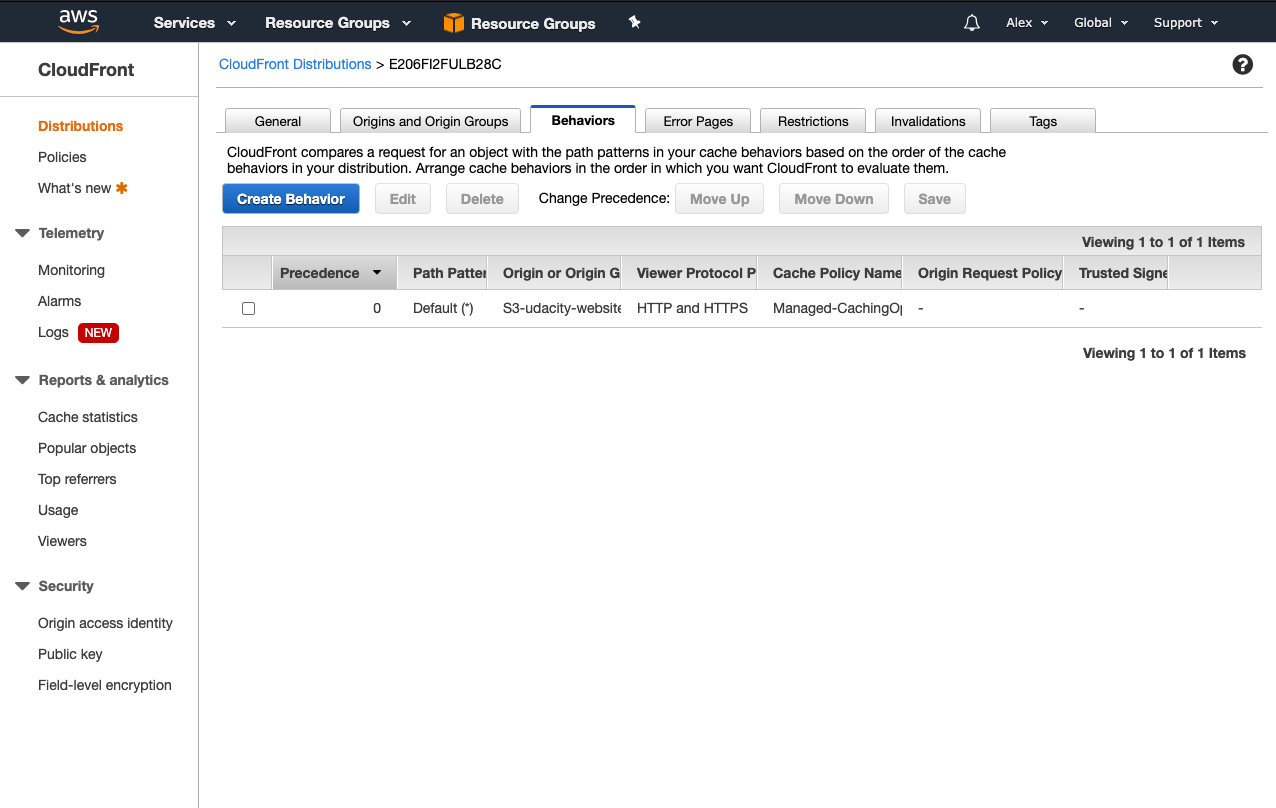 aws Services Resource Groups Resource Groups Alex Global Support
CloudFront
Distributions
Policies
What's new
Telemetry
Monitoring
Alarms
Logs NEW
Reports & analytics
Cache statistics
Popular objects
Top referrers
Usage
Viewers
Security
Origin access identity
Public key
Field-level encryption
CloudFront Distributions > E206FI2FULB28C
?
General Origins and Origin Groups Behaviors Error Pages Restrictions Invalidations Tags
CloudFront compares a request for an object with the path patterns in your cache behaviors based on the order of the cache
behaviors in your distribution. Arrange cache behaviors in the order in which you want CloudFront to evaluate them.
Create Behavior Edit Delete Change Precedence: Move Up Move Down Save
Viewing 1 to 1 of 1 Items
Precedence Path Patter Origin or Origin G Viewer Protocol P Cache Policy Name Origin Request Policy Trusted Signe
0 Default (*) S3-udacity-website HTTP and HTTPS Managed-CachingOp - -
Viewing 1 to 1 of 1 Items